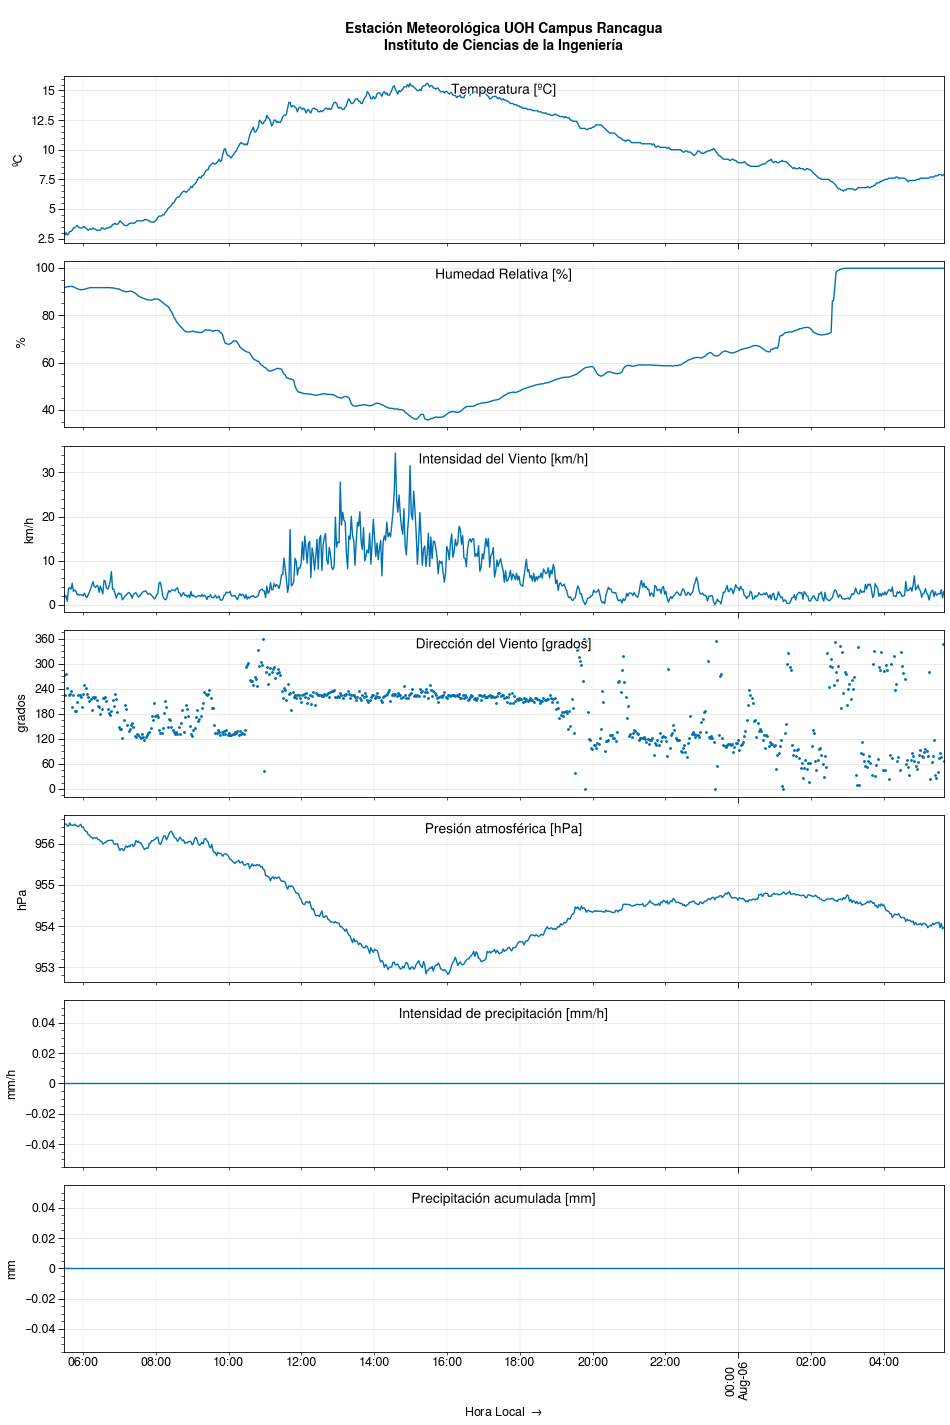 Estación Meteorológica UOH Campus Rancagua
Instituto de Ciencias de la Ingeniería
Temperatura [ºC]
ºC
15
12.5
10
7.5
5
2.5
Humedad Relativa [%]
%
100
80
60
40
Intensidad del Viento [km/h]
km/h
30
20
10
0
Dirección del Viento [grados]
grados
360
300
240
180
120
60
0
Presión atmosférica [hPa]
hPa
956
955
954
953
Intensidad de precipitación [mm/h]
mm/h
0.04
0.02
0
−0.02
−0.04
Precipitación acumulada [mm]
mm
0.04
0.02
0
−0.02
−0.04
06:00 08:00 10:00 12:00 14:00 16:00 18:00 20:00 22:00 00:00 02:00 04:00
Aug-06
Hora Local →